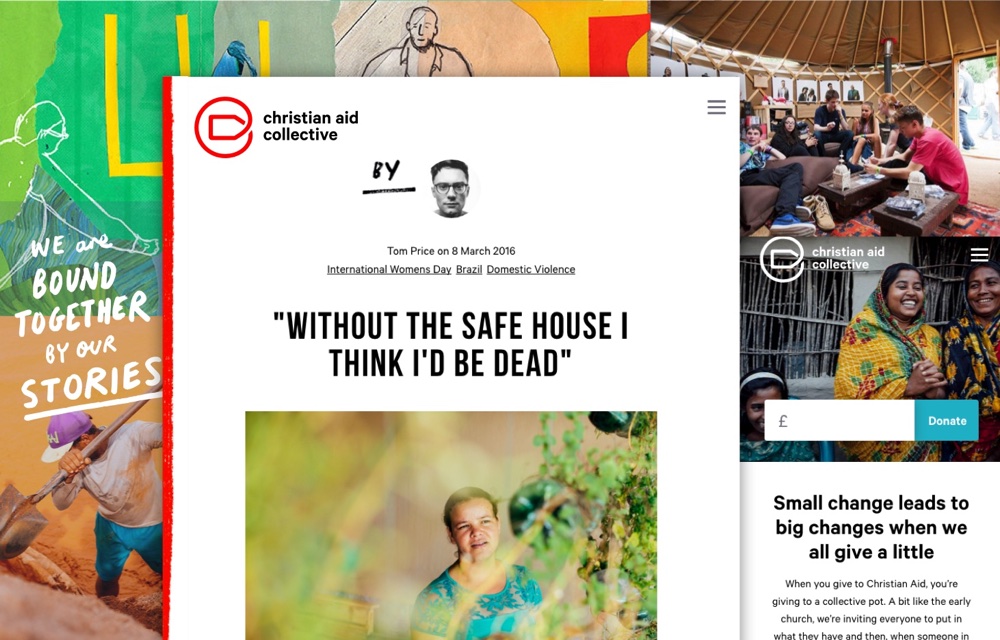 WE are
BOUND
TOGETHER
BY OUR
STORIES
christian aid
collective
BY
Tom Price on 8 March 2016
International Womens Day Brazil Domestic Violence
"WITHOUT THE SAFE HOUSE I
THINK I'D BE DEAD"
christian aid
collective
£
Donate
Small change leads to
big changes when we
all give a little
When you give to Christian Aid, you're
giving to a collective pot. A bit like the early
church, we're inviting everyone to put in
what they have and then, when someone in